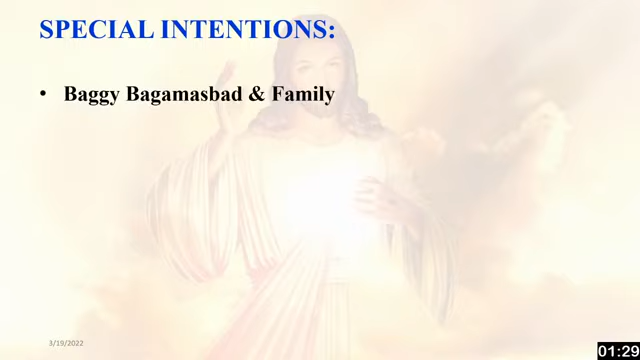 SPECIAL INTENTIONS:
• Baggy Bagamasbad & Family
3/19/2022
01:29